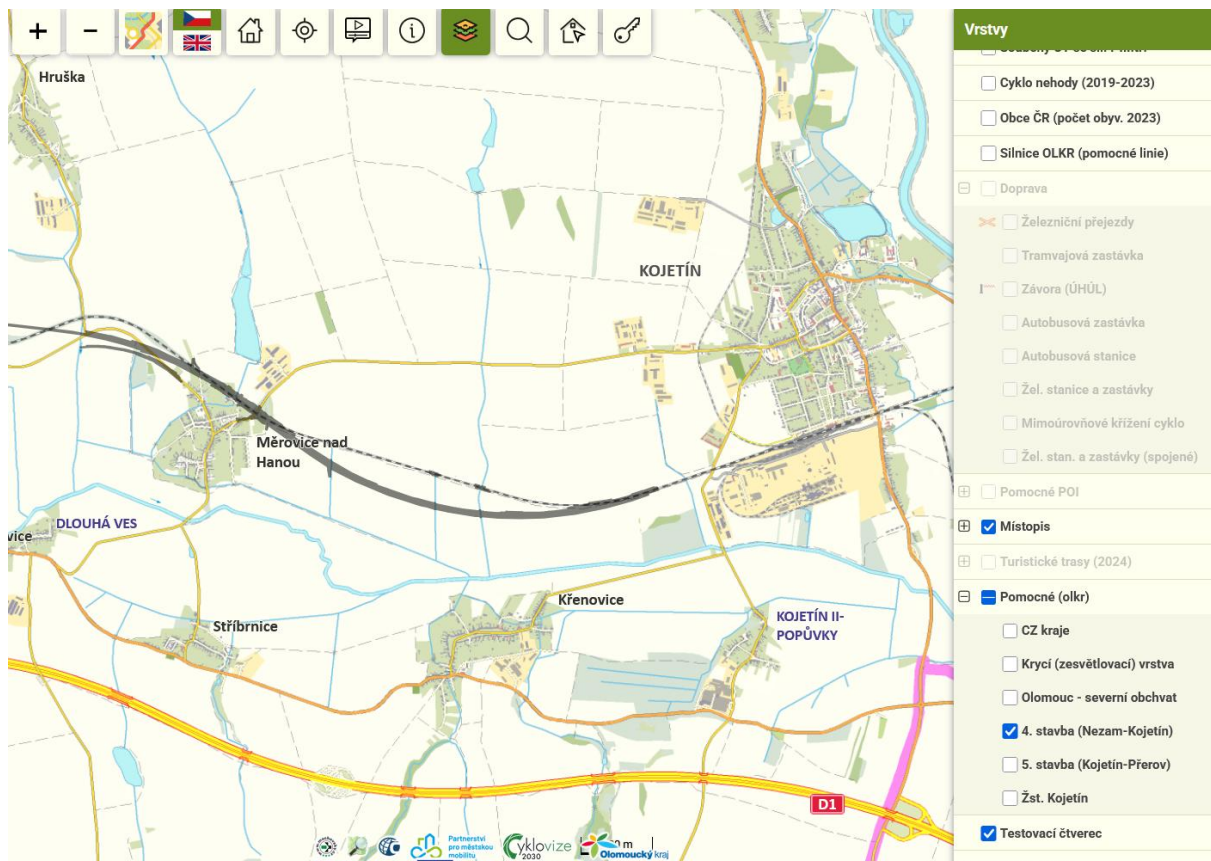 +
−
Hruška
KOJETÍN
Měrovice nad
Hanou
DLOUHÁ VES
vice
Stříbrnice
Křenovice
KOJETÍN II-
POPŮVKY
D1
Partnerství
pro městskou
mobilitu
Cyklovize
2030
m
Olomoucký kraj
Vrstvy
Cyklo nehody (2019-2023)
Obce ČR (počet obyv. 2023)
Silnice OLKR (pomocné linie)
Doprava
Železniční přejezdy
Tramvajová zastávka
Závora (ÚHÚL)
Autobusová zastávka
Autobusová stanice
Žel. stanice a zastávky
Mimoúrovňové křížení cyklo
Žel. stan. a zastávky (spojené)
Pomocné POI
Místopis
Turistické trasy (2024)
Pomocné (olkr)
CZ kraje
Krycí (zesvětlovací) vrstva
Olomouc - severní obchvat
4. stavba (Nezam-Kojetín)
5. stavba (Kojetín-Přerov)
Žst. Kojetín
Testovací čtverec